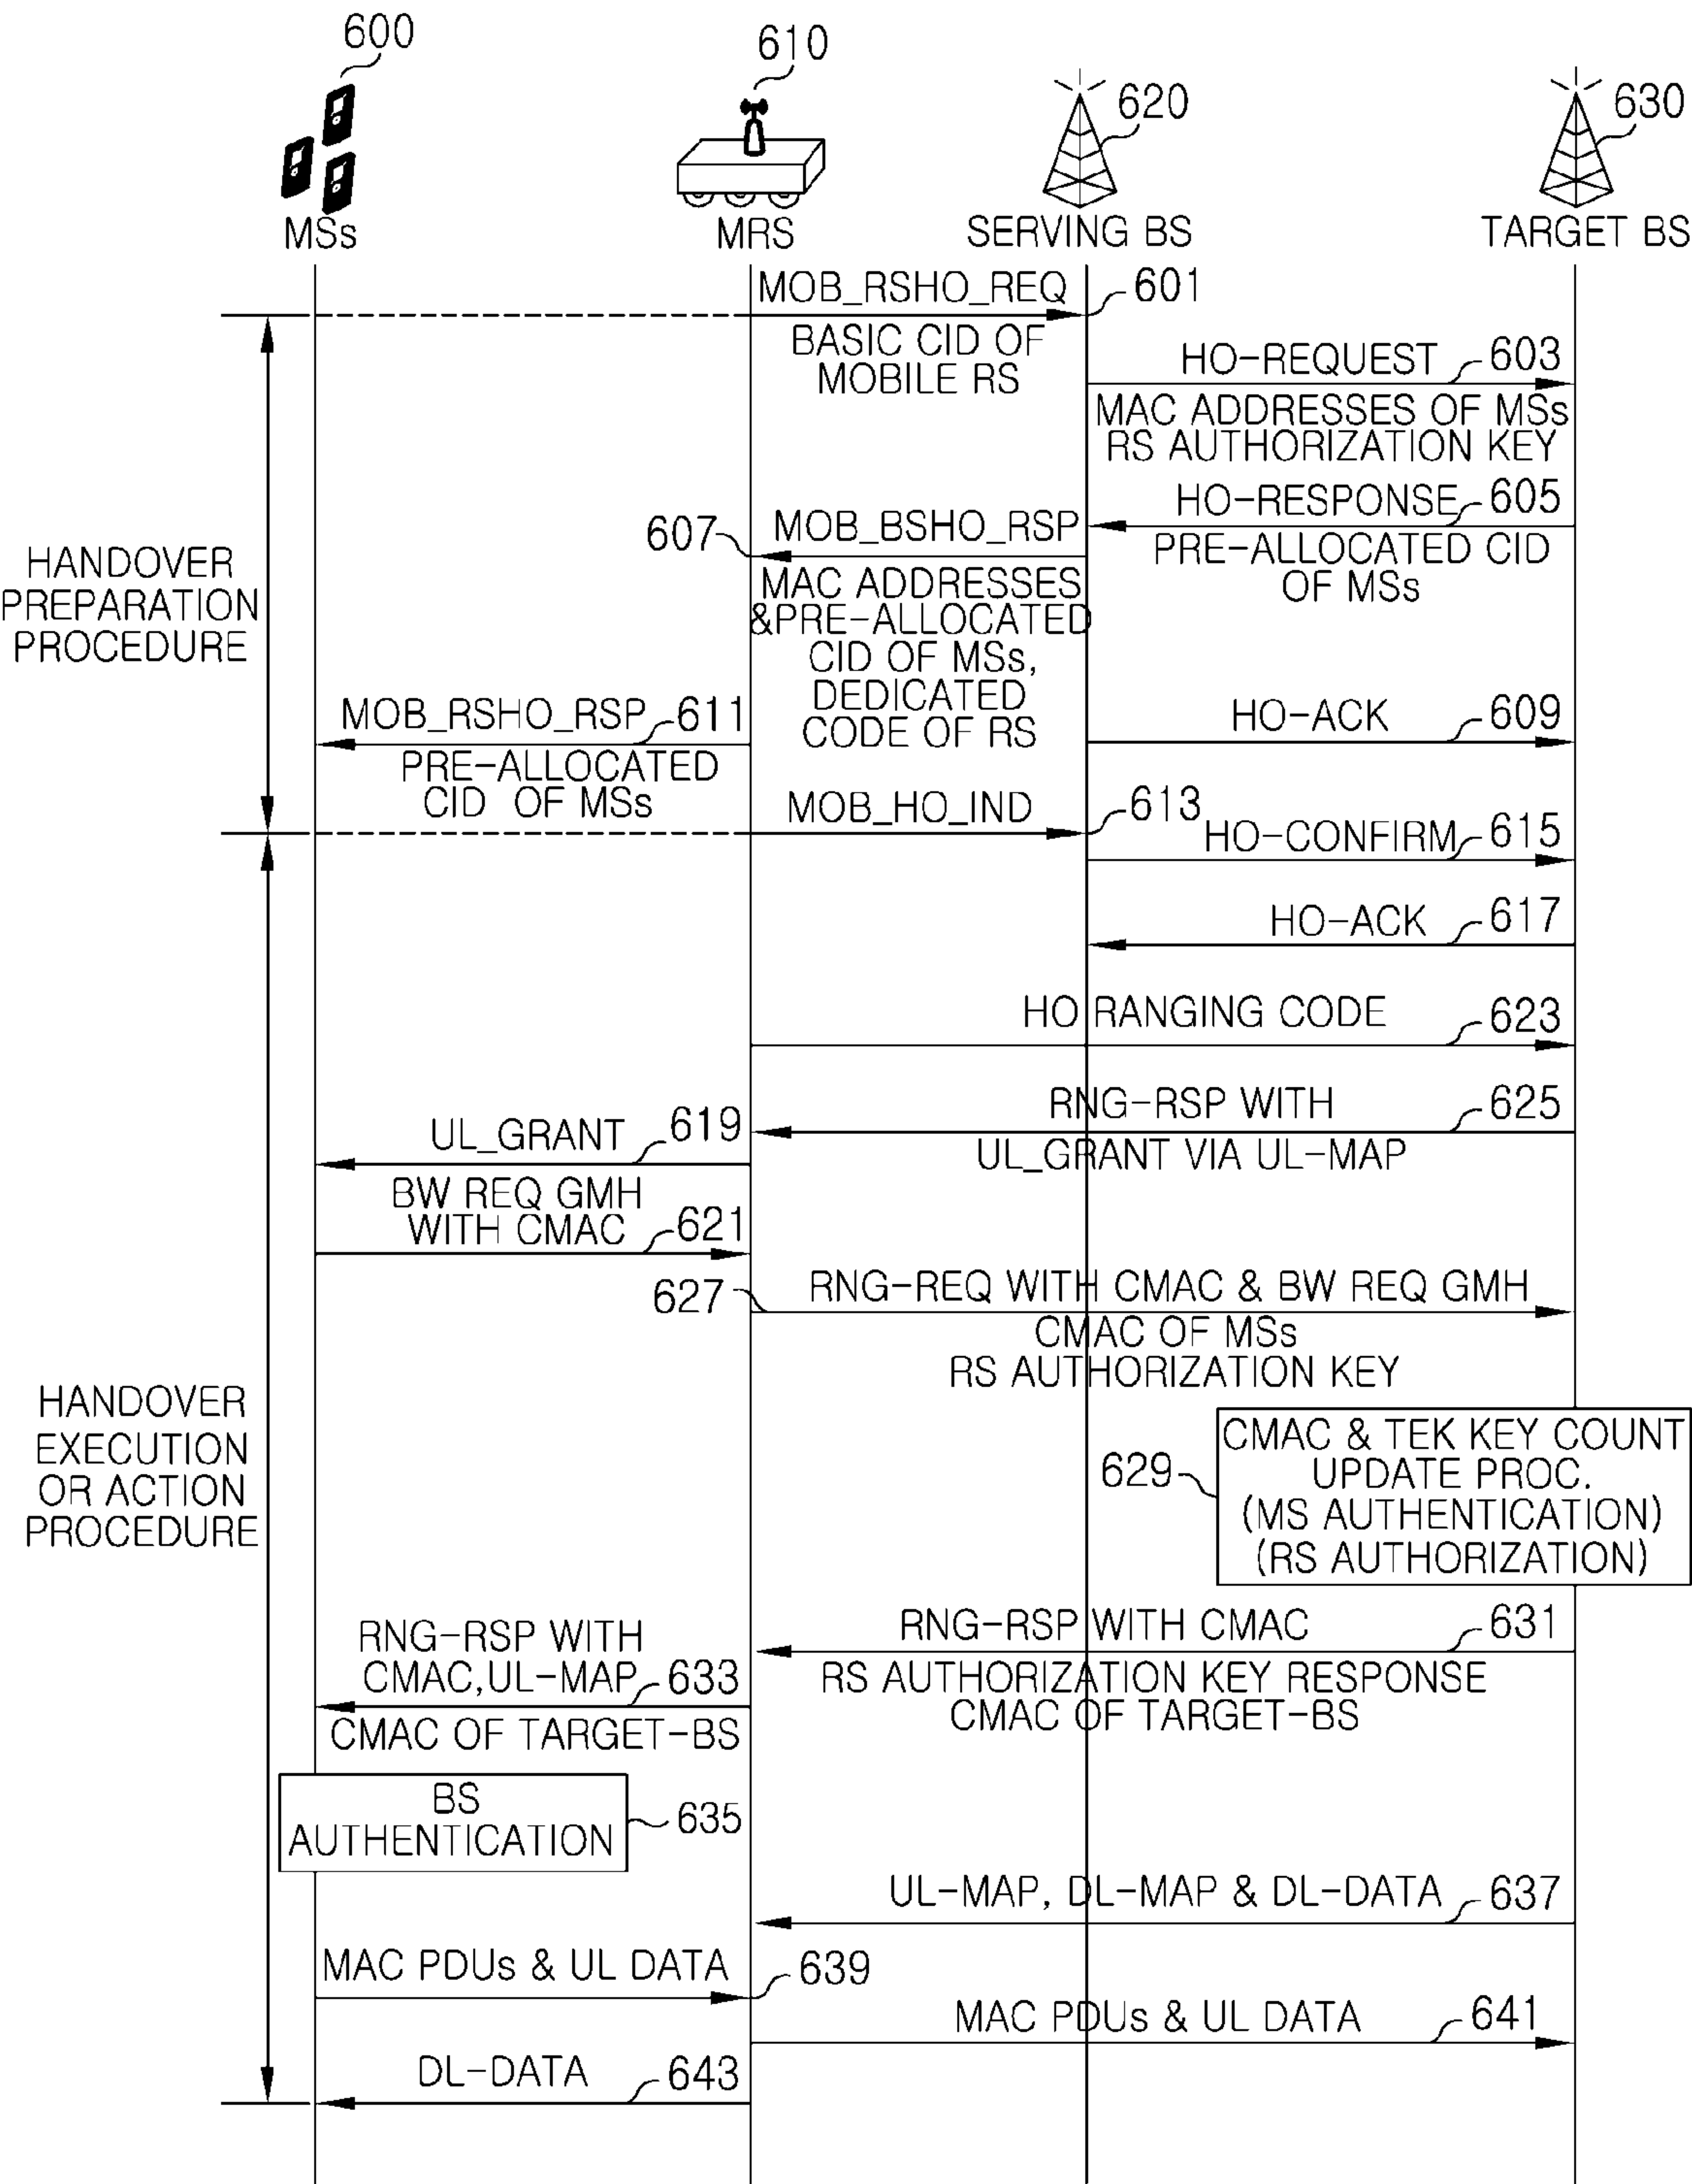 600
610
620
630
MSs
MRS
SERVING BS
TARGET BS
MOB_RSHO_REQ
601
BASIC CID OF
MOBILE RS
HO-REQUEST
603
MAC ADDRESSES OF MSs
RS AUTHORIZATION KEY
HO-RESPONSE
605
PRE-ALLOCATED CID
OF MSs
607
MOB_BSHO_RSP
MAC ADDRESSES
&PRE-ALLOCATED
CID OF MSs,
DEDICATED
CODE OF RS
HANDOVER
PREPARATION
PROCEDURE
MOB_RSHO_RSP
611
PRE-ALLOCATED
CID OF MSs
HO-ACK
609
MOB_HO_IND
613
HO-CONFIRM
615
HO-ACK
617
HO RANGING CODE
623
RNG-RSP WITH
625
UL_GRANT VIA UL-MAP
UL_GRANT
619
BW REQ GMH
WITH CMAC
621
627
RNG-REQ WITH CMAC & BW REQ GMH
CMAC OF MSs
RS AUTHORIZATION KEY
HANDOVER
EXECUTION
OR ACTION
PROCEDURE
629
CMAC & TEK KEY COUNT
UPDATE PROC.
(MS AUTHENTICATION)
(RS AUTHORIZATION)
RNG-RSP WITH CMAC
631
RS AUTHORIZATION KEY RESPONSE
CMAC OF TARGET-BS
RNG-RSP WITH
CMAC,UL-MAP
633
CMAC OF TARGET-BS
BS
AUTHENTICATION
635
UL-MAP, DL-MAP & DL-DATA
637
MAC PDUs & UL DATA
639
MAC PDUs & UL DATA
641
DL-DATA
643